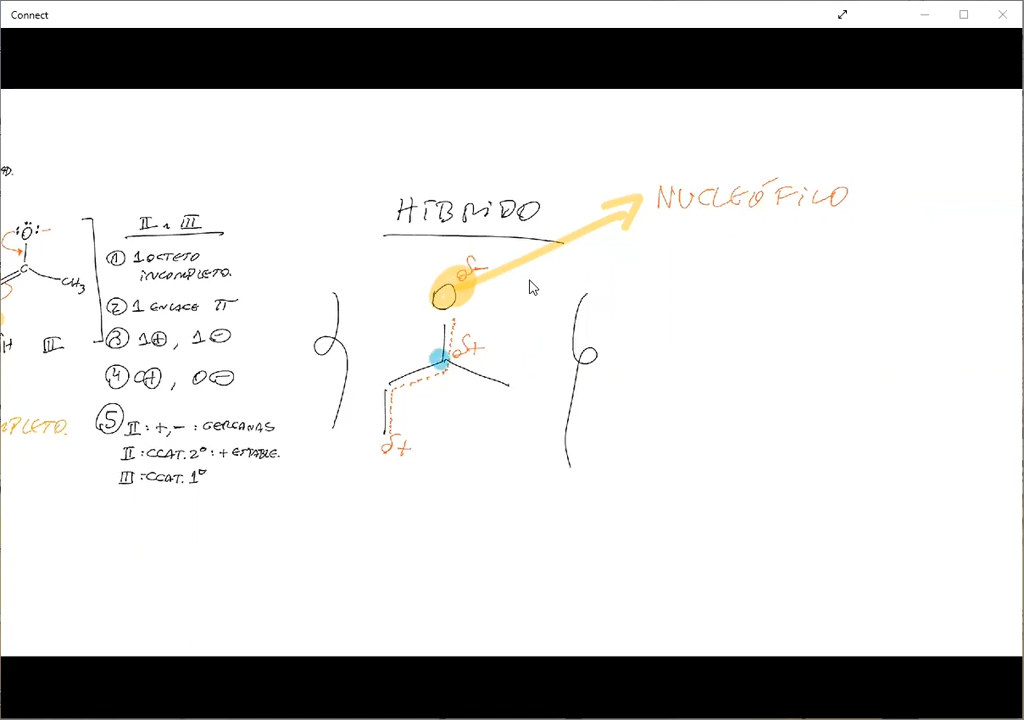 Connect
:Ö:-
C
CH3
H III
PLETO.
II ~ III
① 1 OCTETO
INCOMPLETO.
② 1 ENLACE π
③ 1⊕, 1⊖
④ 0⊕, 0⊖
⑤ II: +,- : CERCANAS
II: CCAT. 2°: + ESTABLE.
III: CCAT. 1°
HÍBRIDO
O δ-
δ+
δ+
NUCLEÓFILO